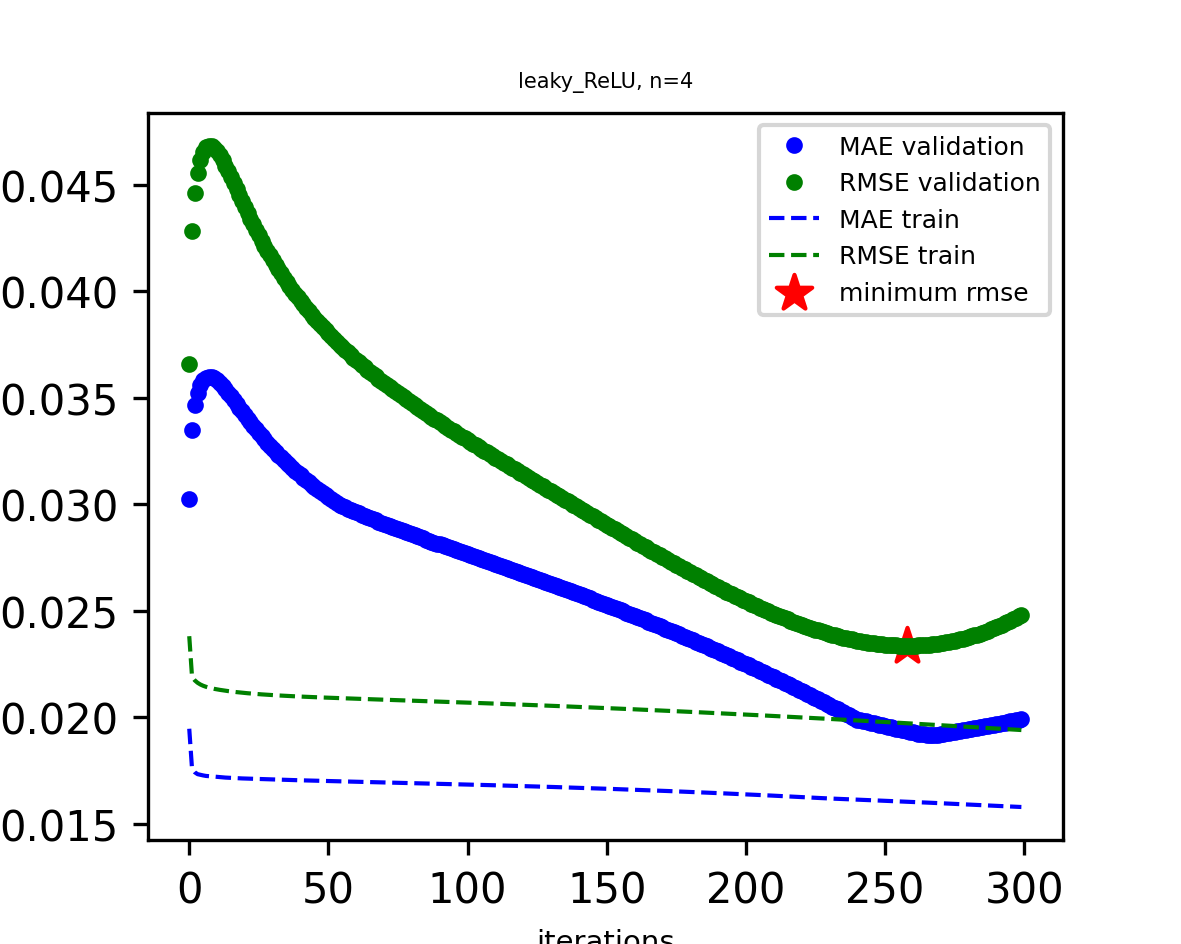 leaky_ReLU, n=4
MAE validation
RMSE validation
MAE train
RMSE train
minimum rmse
0.045
0.040
0.035
0.030
0.025
0.020
0.015
0 50 100 150 200 250 300
iterations